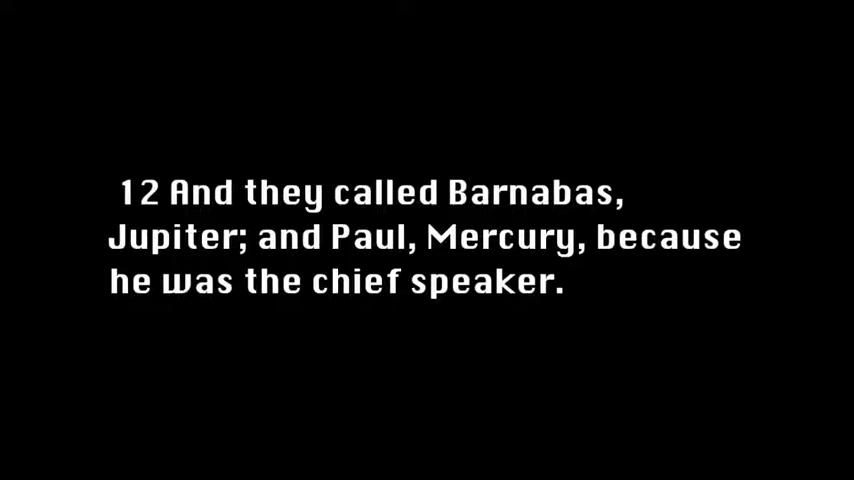 12 And they called Barnabas,
Jupiter; and Paul, Mercury, because
he was the chief speaker.